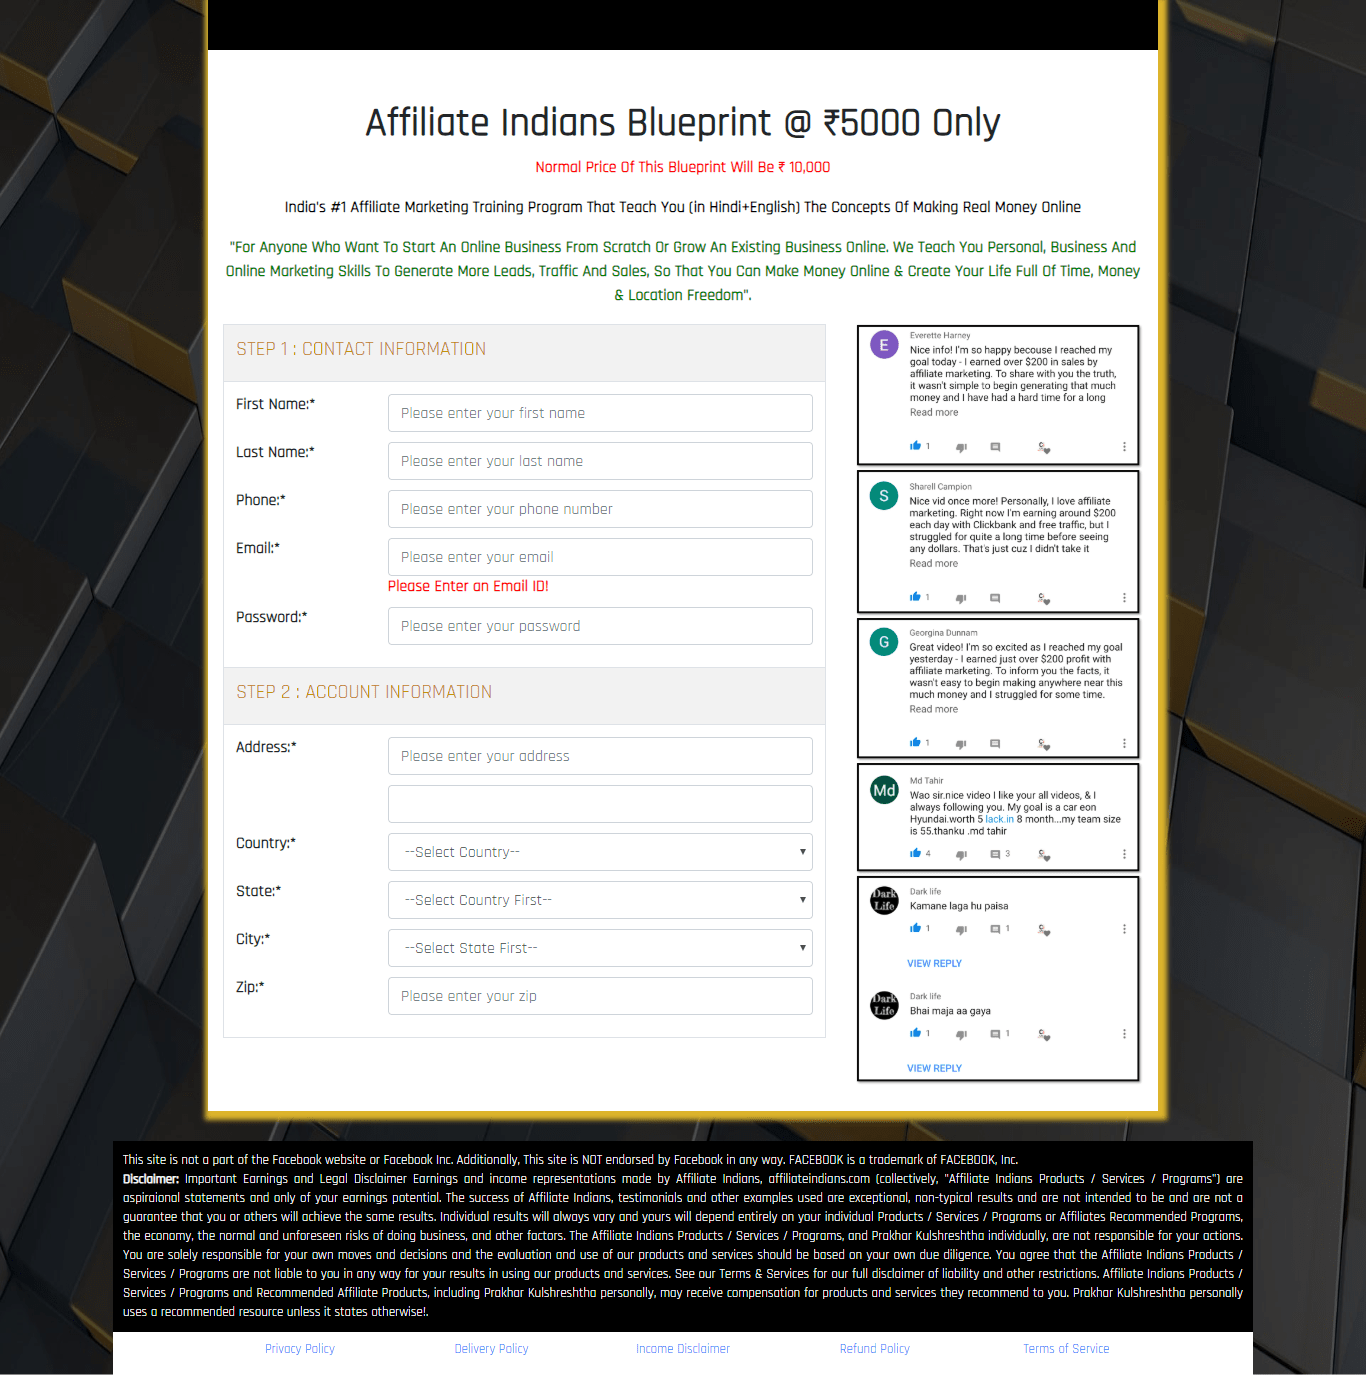 Affiliate Indians Blueprint @ ₹5000 Only
Normal Price Of This Blueprint Will Be ₹ 10,000
India's #1 Affiliate Marketing Training Program That Teach You (in Hindi+English) The Concepts Of Making Real Money Online
"For Anyone Who Want To Start An Online Business From Scratch Or Grow An Existing Business Online. We Teach You Personal, Business And
Online Marketing Skills To Generate More Leads, Traffic And Sales, So That You Can Make Money Online & Create Your Life Full Of Time, Money
& Location Freedom".
STEP 1 : CONTACT INFORMATION
First Name:*
Please enter your first name
Last Name:*
Please enter your last name
Phone:*
Please enter your phone number
Email:*
Please enter your email
Please Enter an Email ID!
Password:*
Please enter your password
STEP 2 : ACCOUNT INFORMATION
Address:*
Please enter your address
Country:*
--Select Country--
State:*
--Select Country First--
City:*
--Select State First--
Zip:*
Please enter your zip
E
Everette Harney
Nice info! I'm so happy becouse I reached my
goal today - I earned over $200 in sales by
affiliate marketing. To share with you the truth,
it wasn't simple to begin generating that much
money and I have had a hard time for a long
Read more
1
S
Sharell Campion
Nice vid once more! Personally, I love affiliate
marketing. Right now I'm earning around $200
each day with Clickbank and free traffic, but I
struggled for quite a long time before seeing
any dollars. That's just cuz I didn't take it
Read more
1
G
Georgina Dunnam
Great video! I'm so excited as I reached my goal
yesterday - I earned just over $200 profit with
affiliate marketing. To inform you the facts, it
wasn't easy to begin making anywhere near this
much money and I struggled for some time.
Read more
1
Md
Md Tahir
Wao sir.nice video I like your all videos, & I
always following you. My goal is a car eon
Hyundai.worth 5 lack.in 8 month...my team size
is 55.thanku .md tahir
4 3
Dark Life
Dark life
Kamane laga hu paisa
1 1
VIEW REPLY
Dark Life
Dark life
Bhai maja aa gaya
1 1
VIEW REPLY
This site is not a part of the Facebook website or Facebook Inc. Additionally, This site is NOT endorsed by Facebook in any way. FACEBOOK is a trademark of FACEBOOK, Inc.
Disclaimer: Important Earnings and Legal Disclaimer Earnings and income representations made by Affiliate Indians, affiliateindians.com (collectively, "Affiliate Indians Products / Services / Programs") are
aspiraional statements and only of your earnings potential. The success of Affiliate Indians, testimonials and other examples used are exceptional, non-typical results and are not intended to be and are not a
guarantee that you or others will achieve the same results. Individual results will always vary and yours will depend entirely on your individual Products / Services / Programs or Affiliates Recommended Programs,
the economy, the normal and unforeseen risks of doing business, and other factors. The Affiliate Indians Products / Services / Programs, and Prakhar Kulshreshtha individually, are not responsible for your actions.
You are solely responsible for your own moves and decisions and the evaluation and use of our products and services should be based on your own due diligence. You agree that the Affiliate Indians Products /
Services / Programs are not liable to you in any way for your results in using our products and services. See our Terms & Services for our full disclaimer of liability and other restrictions. Affiliate Indians Products /
Services / Programs and Recommended Affiliate Products, including Prakhar Kulshreshtha personally, may receive compensation for products and services they recommend to you. Prakhar Kulshreshtha personally
uses a recommended resource unless it states otherwise!.
Privacy Policy Delivery Policy Income Disclaimer Refund Policy Terms of Service